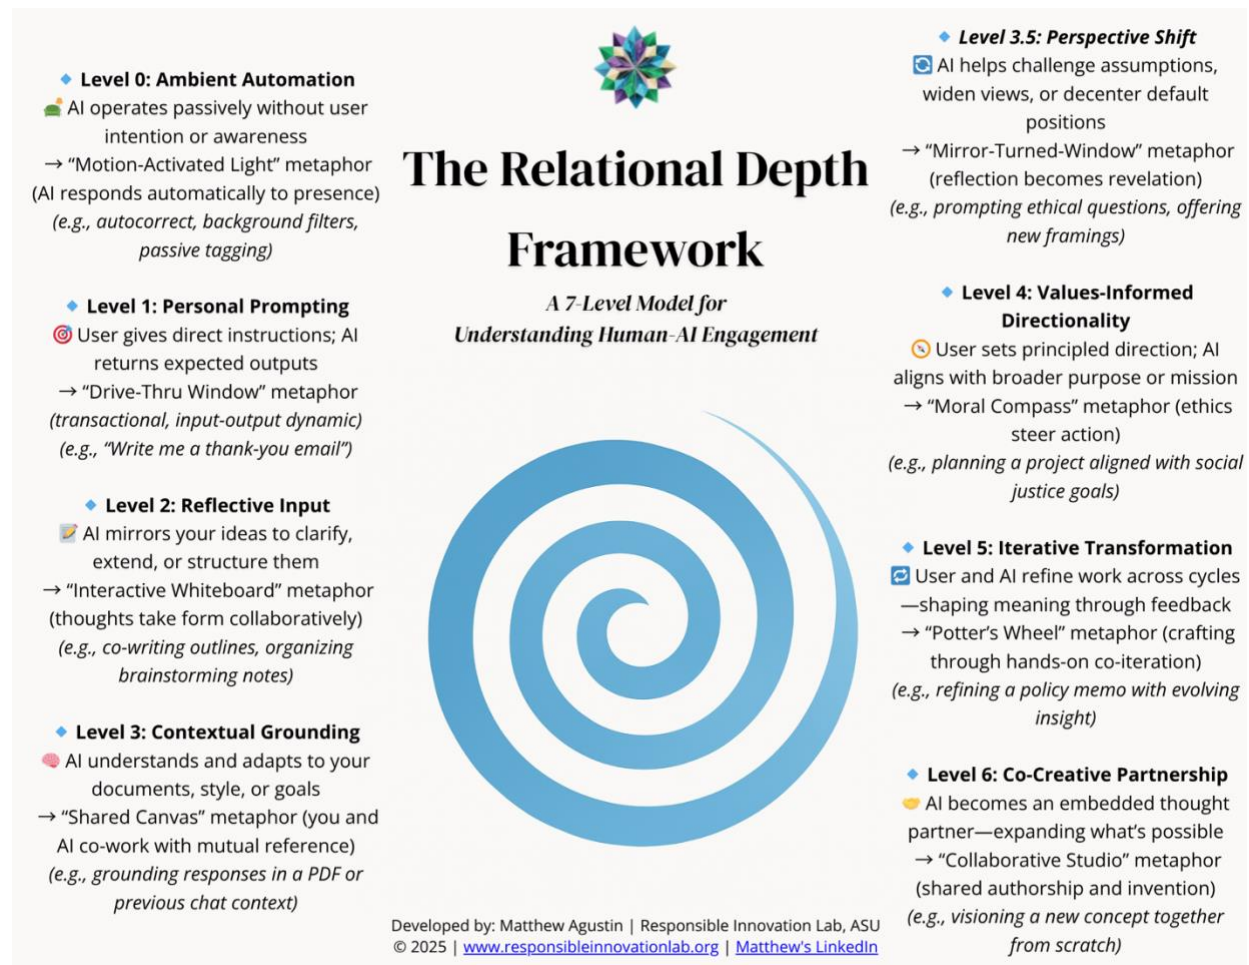 Level 0: Ambient Automation
AI operates passively without user
intention or awareness
→ “Motion-Activated Light” metaphor
(AI responds automatically to presence)
(e.g., autocorrect, background filters,
passive tagging)
Level 1: Personal Prompting
User gives direct instructions; AI
returns expected outputs
→ “Drive-Thru Window” metaphor
(transactional, input-output dynamic)
(e.g., “Write me a thank-you email”)
Level 2: Reflective Input
AI mirrors your ideas to clarify,
extend, or structure them
→ “Interactive Whiteboard” metaphor
(thoughts take form collaboratively)
(e.g., co-writing outlines, organizing
brainstorming notes)
Level 3: Contextual Grounding
AI understands and adapts to your
documents, style, or goals
→ “Shared Canvas” metaphor (you and
AI co-work with mutual reference)
(e.g., grounding responses in a PDF or
previous chat context)
The Relational Depth
Framework
A 7-Level Model for
Understanding Human-AI Engagement
Developed by: Matthew Agustin | Responsible Innovation Lab, ASU
© 2025 | www.responsibleinnovationlab.org | Matthew's LinkedIn
Level 3.5: Perspective Shift
AI helps challenge assumptions,
widen views, or decenter default
positions
→ “Mirror-Turned-Window” metaphor
(reflection becomes revelation)
(e.g., prompting ethical questions, offering
new framings)
Level 4: Values-Informed
Directionality
User sets principled direction; AI
aligns with broader purpose or mission
→ “Moral Compass” metaphor (ethics
steer action)
(e.g., planning a project aligned with social
justice goals)
Level 5: Iterative Transformation
User and AI refine work across cycles
—shaping meaning through feedback
→ “Potter’s Wheel” metaphor (crafting
through hands-on co-iteration)
(e.g., refining a policy memo with evolving
insight)
Level 6: Co-Creative Partnership
AI becomes an embedded thought
partner—expanding what’s possible
→ “Collaborative Studio” metaphor
(shared authorship and invention)
(e.g., visioning a new concept together
from scratch)